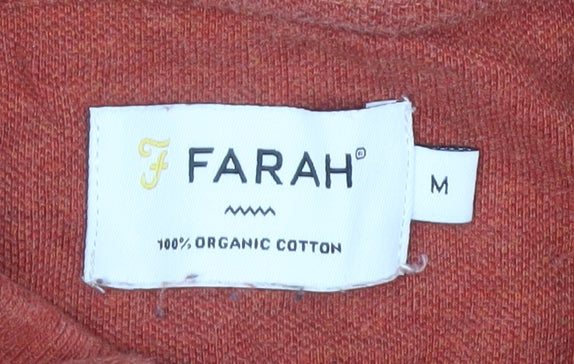 F FARAH®
100% ORGANIC COTTON
M